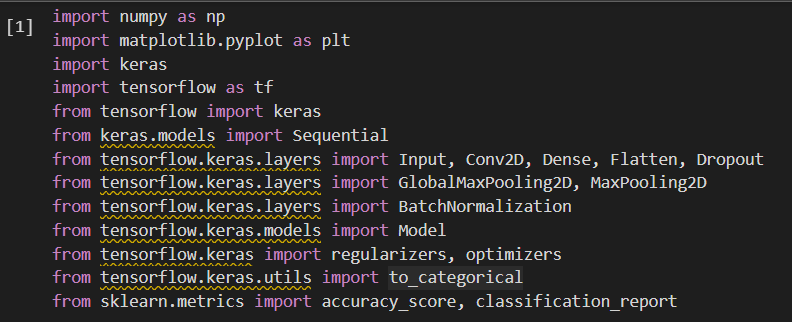 [1]
import numpy as np
import matplotlib.pyplot as plt
import keras
import tensorflow as tf
from tensorflow import keras
from keras.models import Sequential
from tensorflow.keras.layers import Input, Conv2D, Dense, Flatten, Dropout
from tensorflow.keras.layers import GlobalMaxPooling2D, MaxPooling2D
from tensorflow.keras.layers import BatchNormalization
from tensorflow.keras.models import Model
from tensorflow.keras import regularizers, optimizers
from tensorflow.keras.utils import to_categorical
from sklearn.metrics import accuracy_score, classification_report